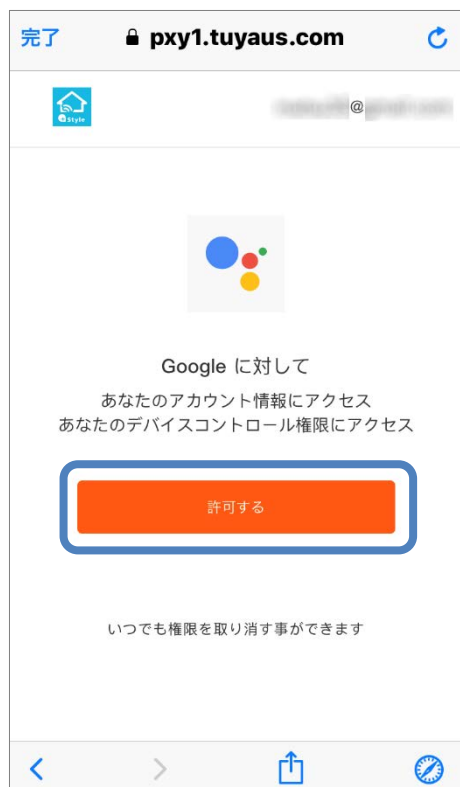 完了
pxy1.tuyaus.com
@Style
@
Google に対して
あなたのアカウント情報にアクセス
あなたのデバイスコントロール権限にアクセス
許可する
いつでも権限を取り消す事ができます